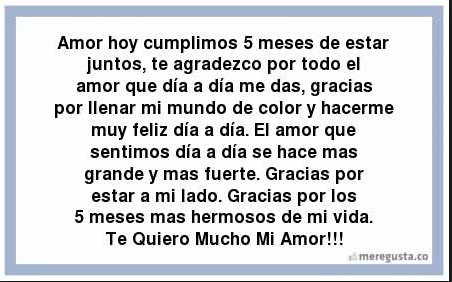 Amor hoy cumplimos 5 meses de estar
juntos, te agradezco por todo el
amor que día a día me das, gracias
por llenar mi mundo de color y hacerme
muy feliz día a día. El amor que
sentimos día a día se hace mas
grande y mas fuerte. Gracias por
estar a mi lado. Gracias por los
5 meses mas hermosos de mi vida.
Te Quiero Mucho Mi Amor!!!
meregusta.co